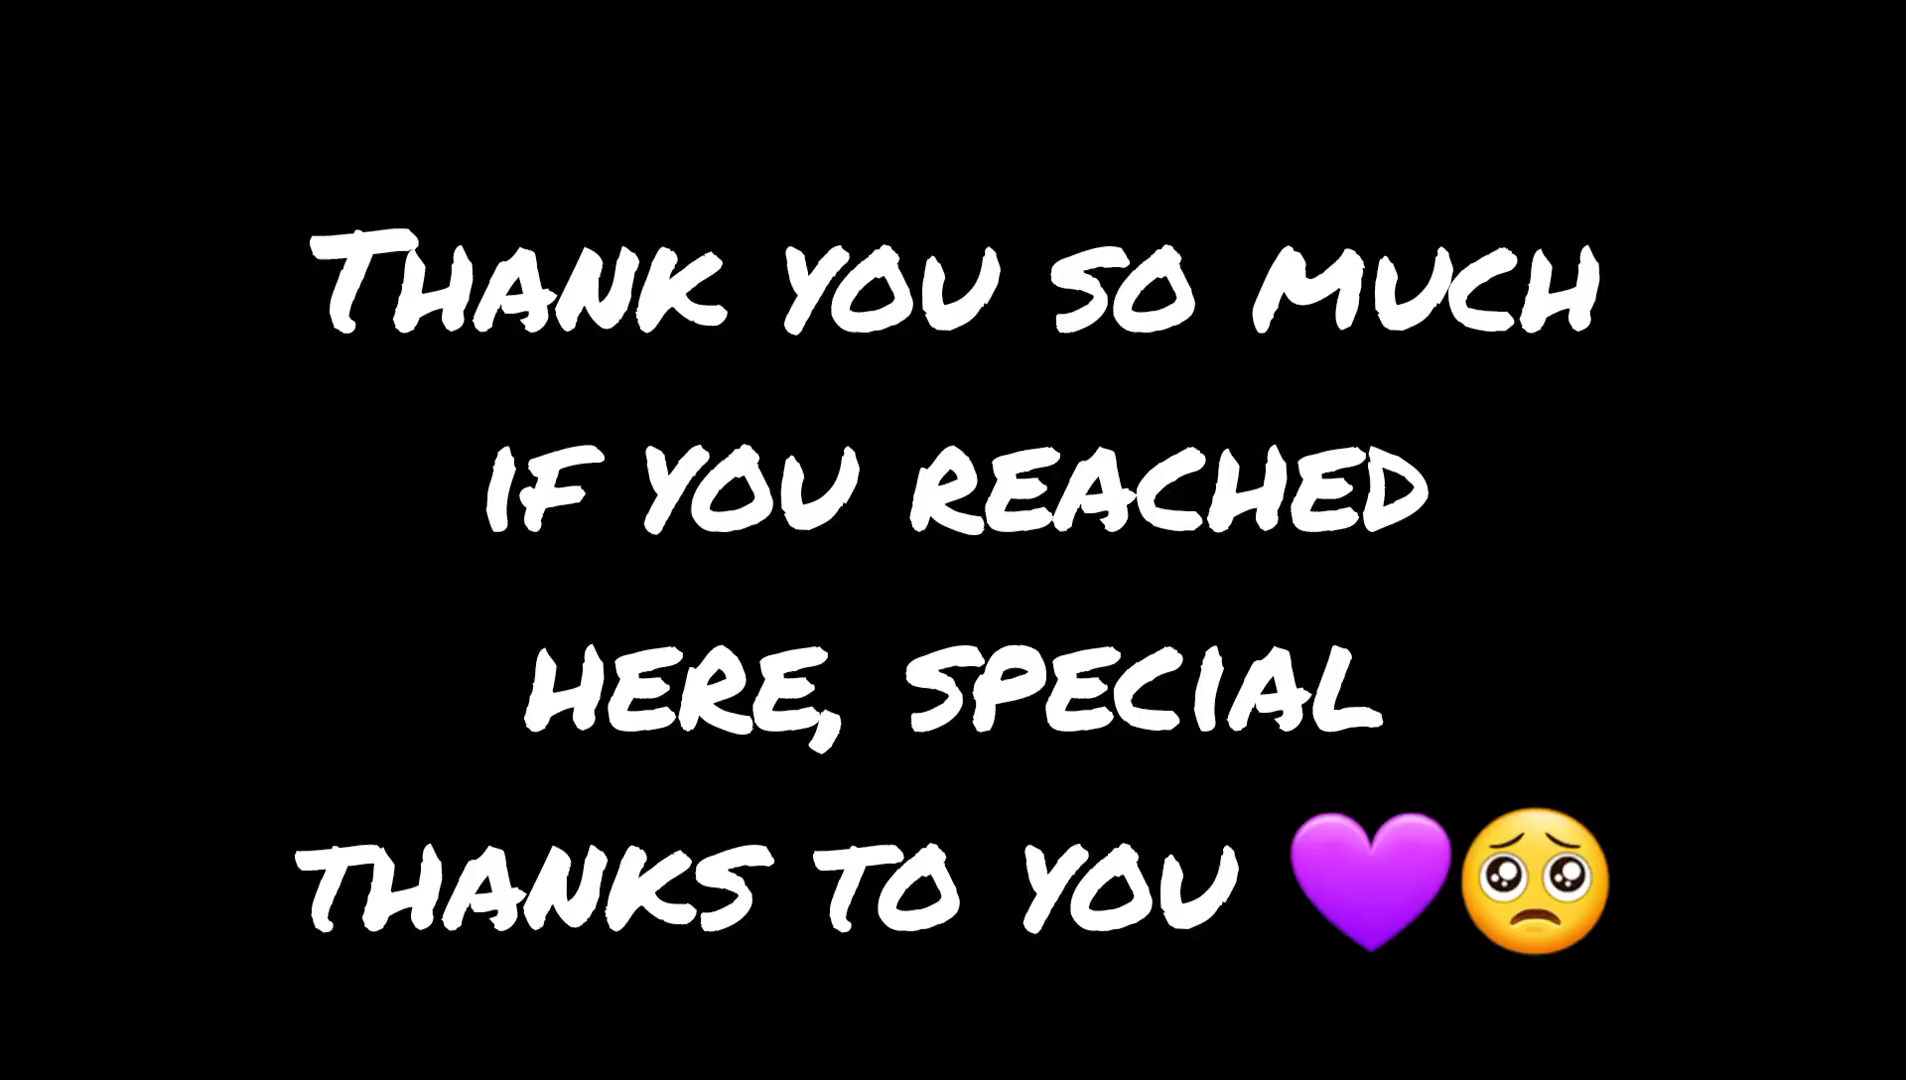 Thank you so much
if you reached
here, special
thanks to you 💜🥺